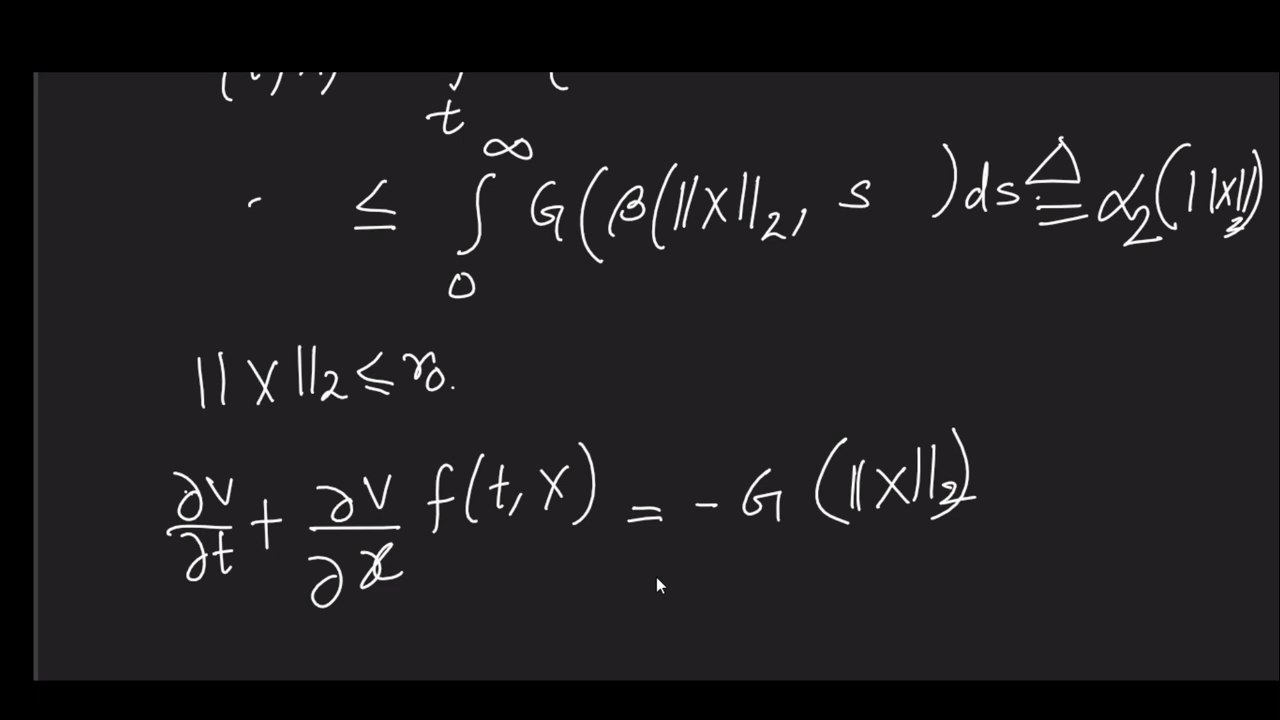 t
≤ ∫₀^∞ G(β(||x||₂, s )ds ≜ α₂(||x||₂)
||x||₂ ≤ r₀.
∂V/∂t + ∂V/∂x f(t,x) = - G (||x||₂)